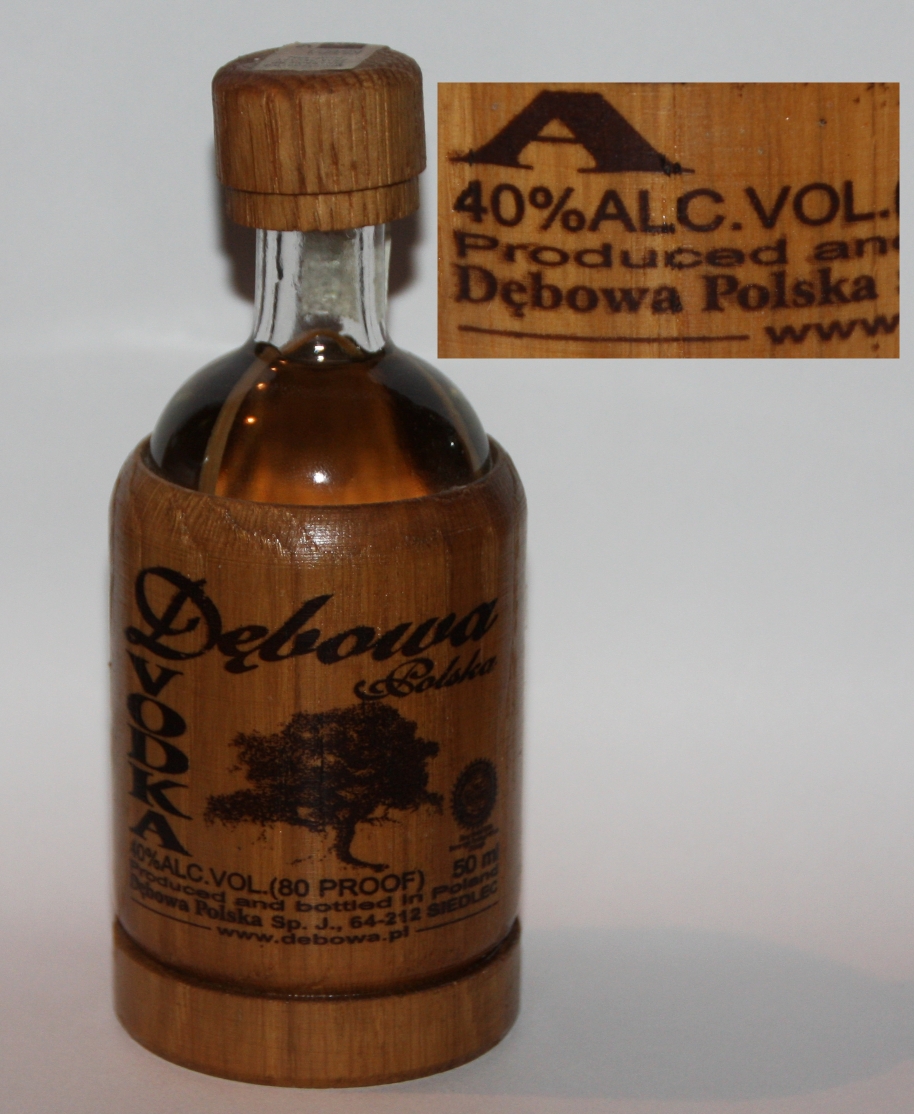 Dębowa
Polska
VODKA
50 ml
40%ALC.VOL.(80 PROOF)
Produced and bottled in Poland
Dębowa Polska Sp. J., 64-212 SIEDLEC
www.debowa.pl
A
40%ALC.VOL.(
Produced and
Dębowa Polska
www